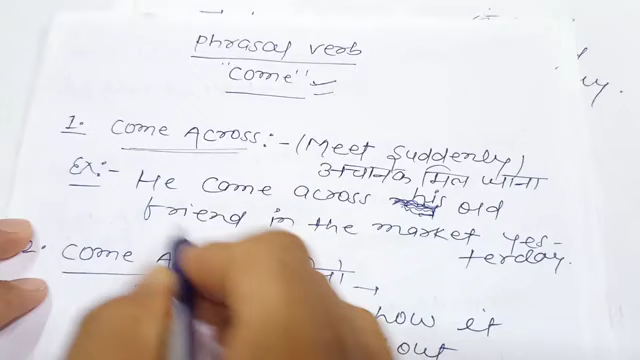 Phrasal verb
"come"
1. Come Across:- (Meet Suddenly)
अचानक मिल जाना
Ex:- He come across his old
friend in the market yes-
terday.
2. Come A
how it
out